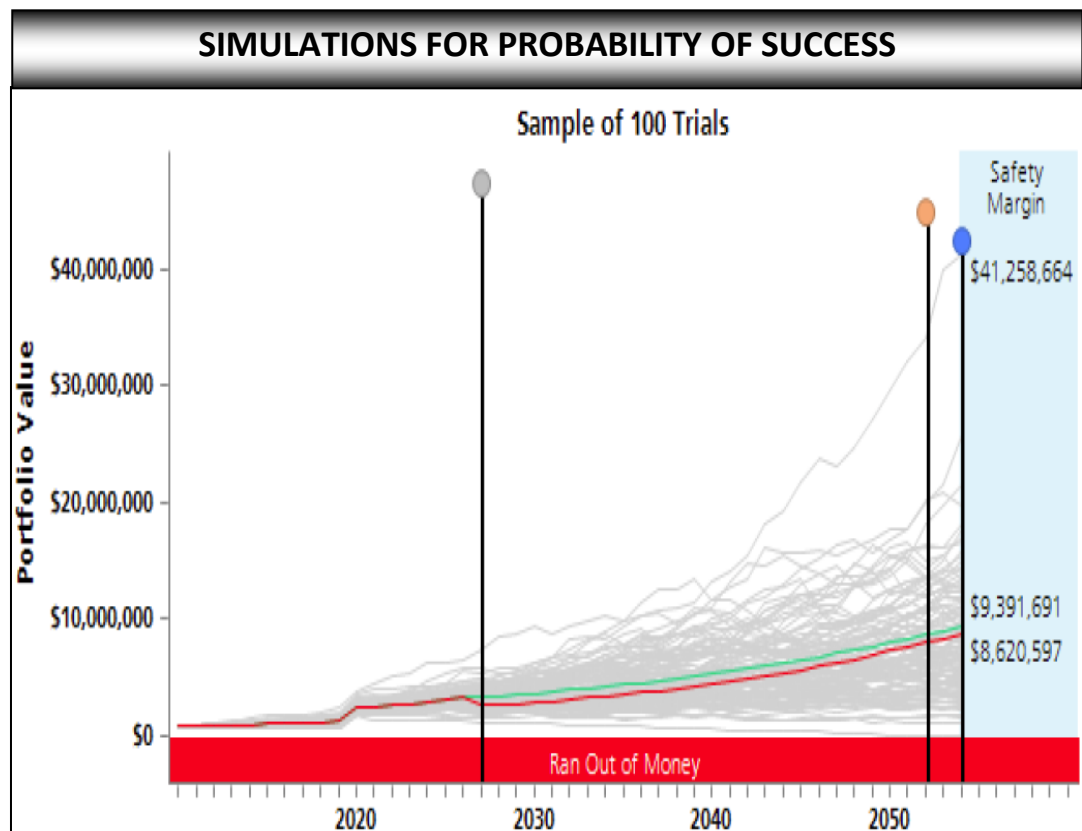 SIMULATIONS FOR PROBABILITY OF SUCCESS
Sample of 100 Trials
Safety
Margin
$40,000,000
$41,258,664
$30,000,000
Portfolio Value
$20,000,000
$10,000,000
$9,391,691
$8,620,597
$0
Ran Out of Money
2020
2030
2040
2050